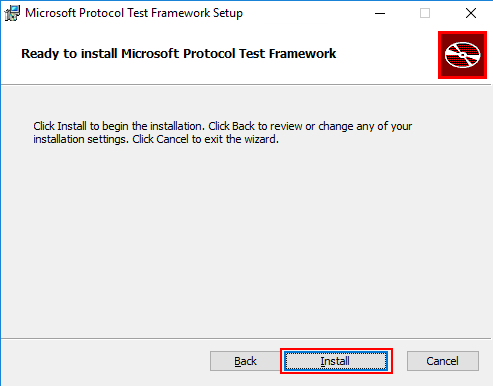 Microsoft Protocol Test Framework Setup
Ready to install Microsoft Protocol Test Framework
Click Install to begin the installation. Click Back to review or change any of your
installation settings. Click Cancel to exit the wizard.
Back Install Cancel